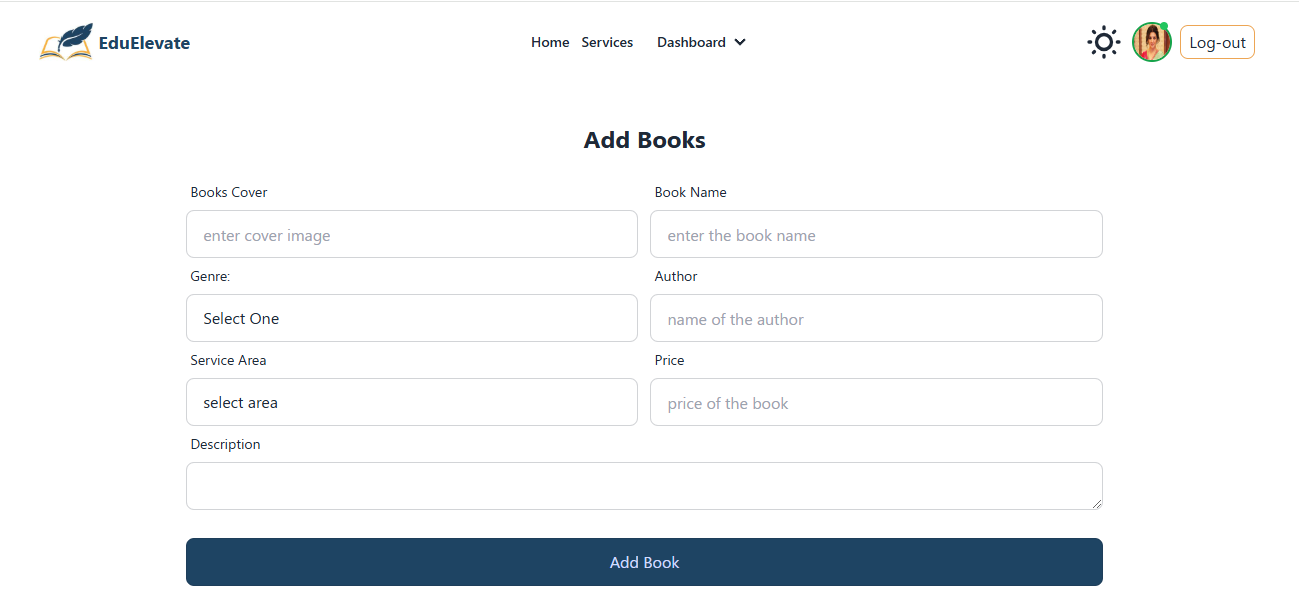 EduElevate Home Services Dashboard Log-out
Add Books
Books Cover Book Name
enter cover image enter the book name
Genre: Author
Select One name of the author
Service Area Price
select area price of the book
Description
Add Book